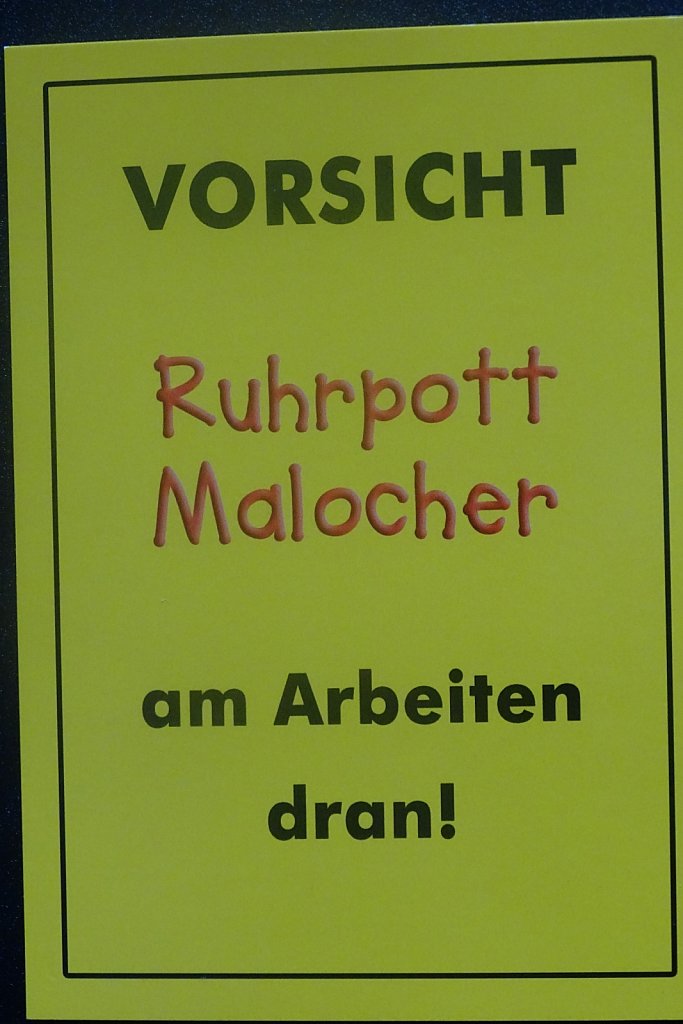 VORSICHT
Ruhrpott
Malocher
am Arbeiten
dran!